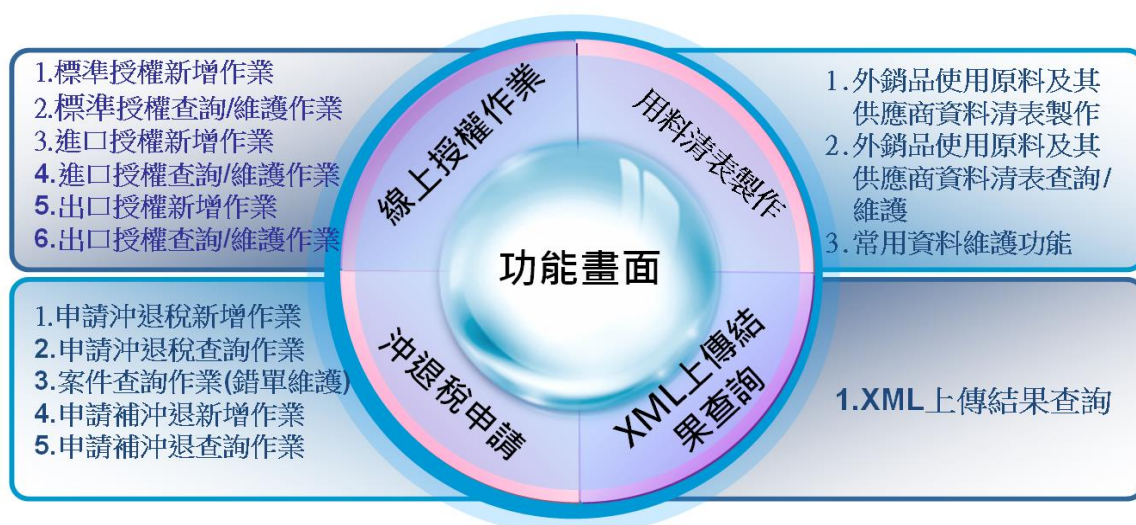 1.標準授權新增作業
2.標準授權查詢/維護作業
3.進口授權新增作業
4.進口授權查詢/維護作業
5.出口授權新增作業
6.出口授權查詢/維護作業
線上授權作業
用料清表製作
1.外銷品使用原料及其
供應商資料清表製作
2.外銷品使用原料及其
供應商資料清表查詢/
維護
3.常用資料維護功能
功能畫面
1.申請沖退稅新增作業
2.申請沖退稅查詢作業
3.案件查詢作業(錯單維護)
4.申請補沖退新增作業
5.申請補沖退查詢作業
沖退稅申請
XML上傳結
果查詢
1.XML上傳結果查詢